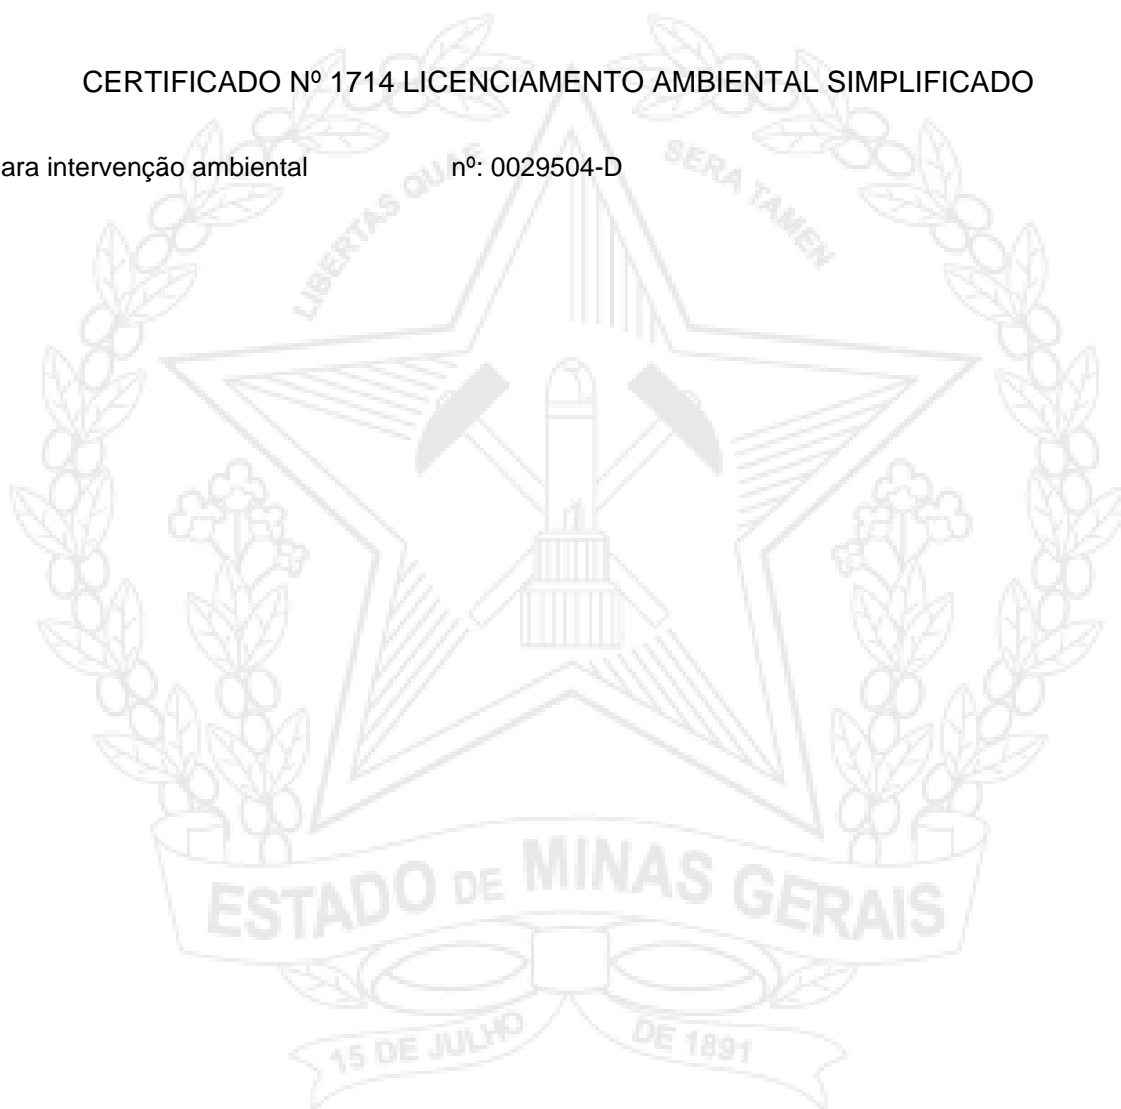 CERTIFICADO Nº 1714 LICENCIAMENTO AMBIENTAL SIMPLIFICADO
ara intervenção ambiental nº: 0029504-D
LIBERTAS QUAE SERA TAMEN
ESTADO DE MINAS GERAIS
15 DE JULHO DE 1891